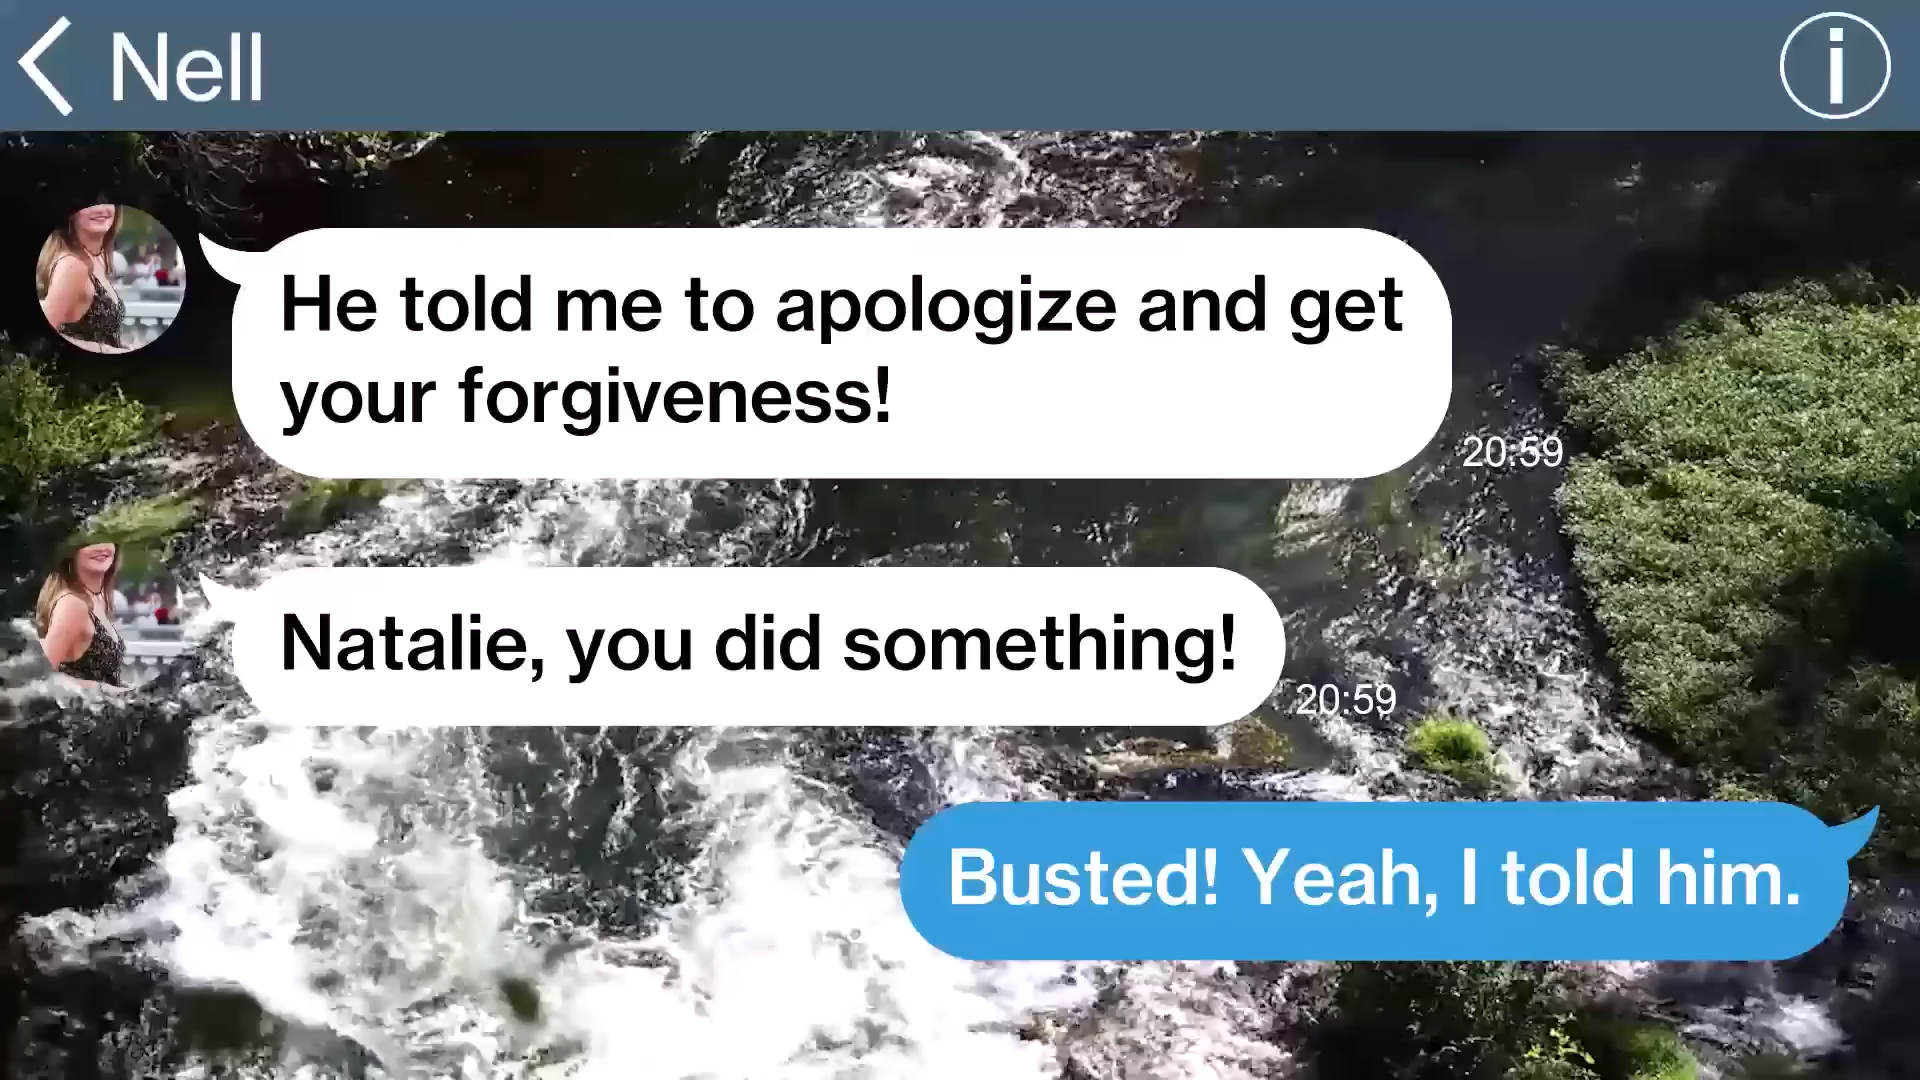 Nell
i
He told me to apologize and get
your forgiveness!
20:59
Natalie, you did something!
20:59
Busted! Yeah, I told him.